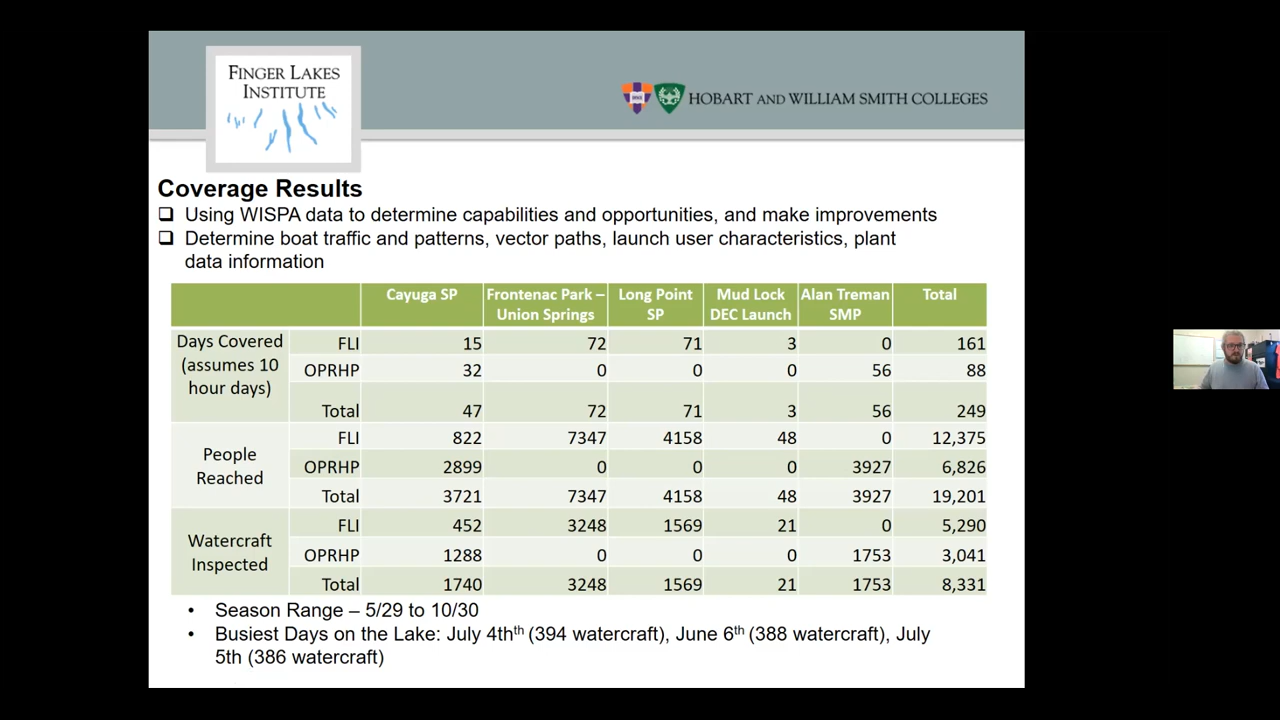 FINGER LAKES
INSTITUTE
HOBART AND WILLIAM SMITH COLLEGES
Coverage Results
Using WISPA data to determine capabilities and opportunities, and make improvements
Determine boat traffic and patterns, vector paths, launch user characteristics, plant
data information
Cayuga SP Frontenac Park – Long Point Mud Lock Alan Treman Total
Union Springs SP DEC Launch SMP
Days Covered FLI 15 72 71 3 0 161
(assumes 10 OPRHP 32 0 0 0 56 88
hour days)
Total 47 72 71 3 56 249
People FLI 822 7347 4158 48 0 12,375
Reached OPRHP 2899 0 0 0 3927 6,826
Total 3721 7347 4158 48 3927 19,201
Watercraft FLI 452 3248 1569 21 0 5,290
Inspected OPRHP 1288 0 0 0 1753 3,041
Total 1740 3248 1569 21 1753 8,331
• Season Range – 5/29 to 10/30
• Busiest Days on the Lake: July 4thth (394 watercraft), June 6th (388 watercraft), July
5th (386 watercraft)